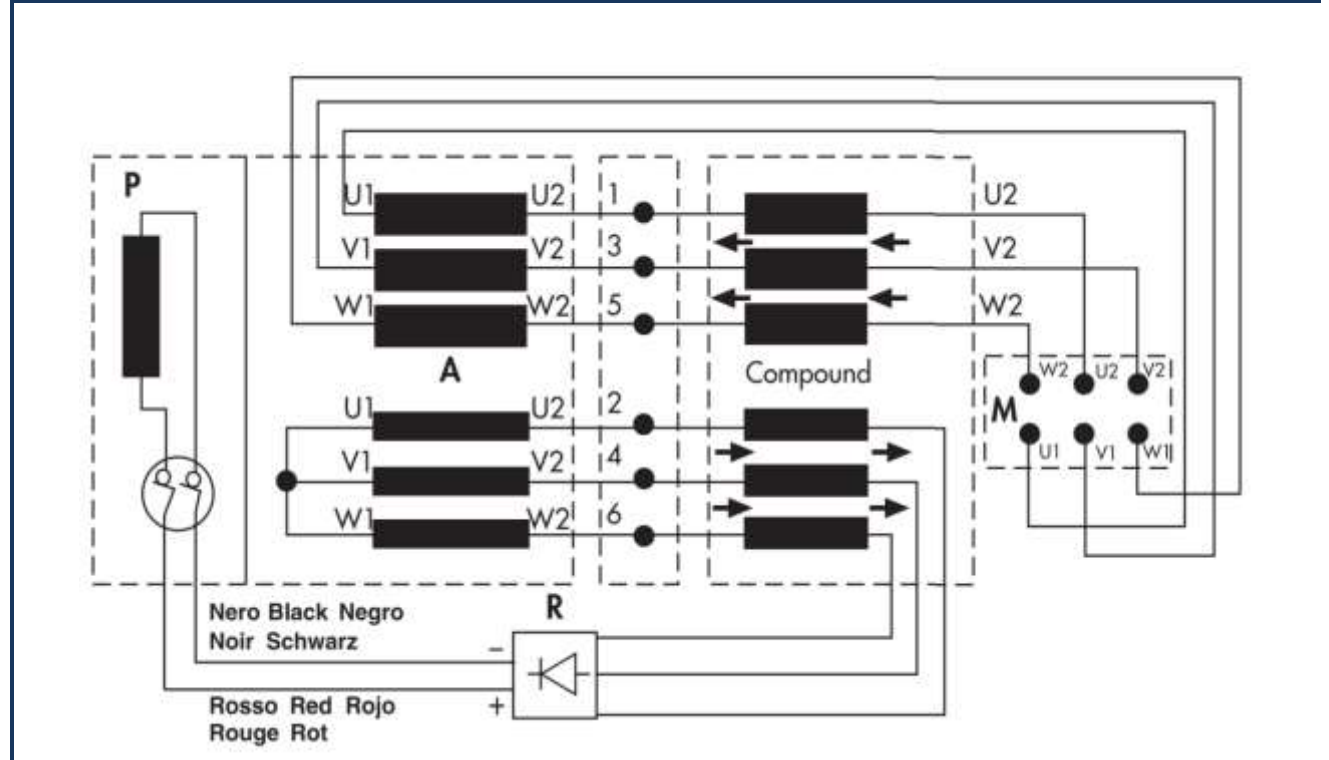 P
U1 U2 1 U2
V1 V2 3 V2
W1 W2 5 W2
A Compound
W2 U2 V2
M
U1 V1 W1
U1 U2 2
V1 V2 4
W1 W2 6
Nero Black Negro
Noir Schwarz
R
–
+
Rosso Red Rojo
Rouge Rot